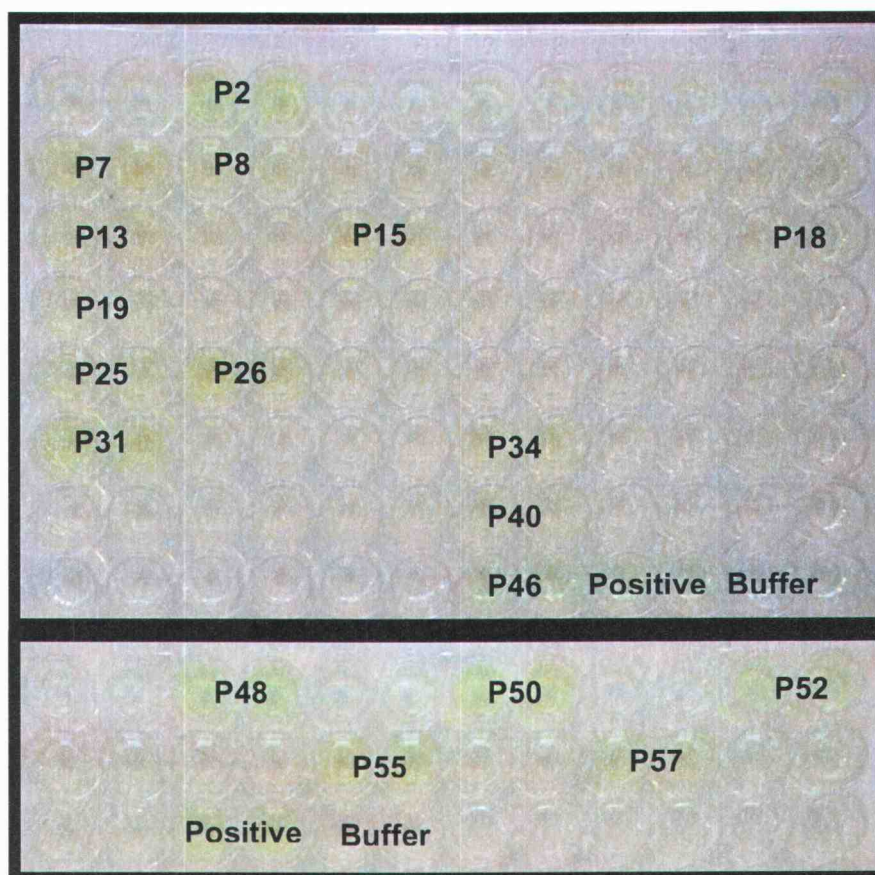 P2
P7 P8
P13 P15 P18
P19
P25 P26
P31 P34
P40
P46 Positive Buffer
P48 P50 P52
P55 P57
Positive Buffer